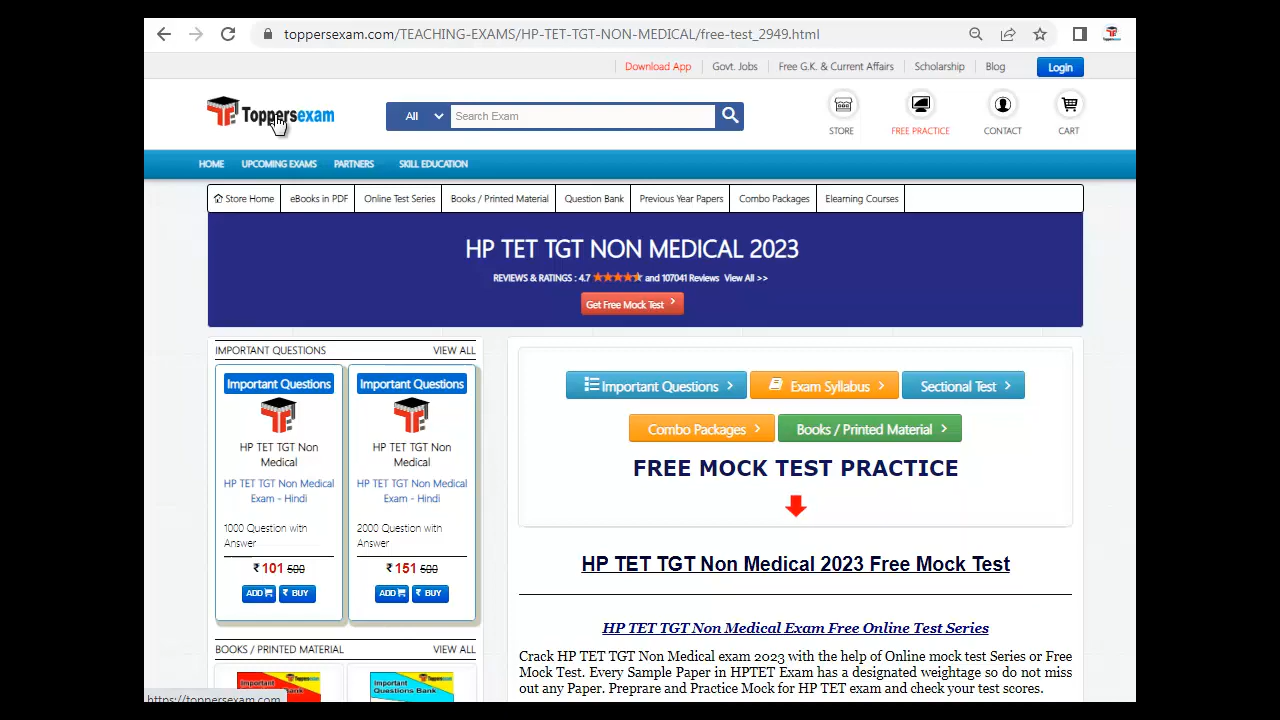 toppersexam.com/TEACHING-EXAMS/HP-TET-TGT-NON-MEDICAL/free-test_2949.html
Download App Govt. Jobs Free G.K. & Current Affairs Scholarship Blog Login
Toppersexam
All Search Exam
STORE FREE PRACTICE CONTACT CART
HOME UPCOMING EXAMS PARTNERS SKILL EDUCATION
Store Home eBooks in PDF Online Test Series Books / Printed Material Question Bank Previous Year Papers Combo Packages Elearning Courses
HP TET TGT NON MEDICAL 2023
REVIEWS & RATINGS : 4.7 and 107041 Reviews View All >>
Get Free Mock Test
IMPORTANT QUESTIONS VIEW ALL
Important Questions
HP TET TGT Non
Medical
HP TET TGT Non Medical
Exam - Hindi
1000 Question with
Answer
₹ 101 500
ADD ₹ BUY
Important Questions
HP TET TGT Non
Medical
HP TET TGT Non Medical
Exam - Hindi
2000 Question with
Answer
₹ 151 500
ADD ₹ BUY
BOOKS / PRINTED MATERIAL VIEW ALL
Important
Toppersexam
Bank
Important
Questions Bank
Toppersexam
Important Questions Exam Syllabus Sectional Test
Combo Packages Books / Printed Material
FREE MOCK TEST PRACTICE
HP TET TGT Non Medical 2023 Free Mock Test
HP TET TGT Non Medical Exam Free Online Test Series
Crack HP TET TGT Non Medical exam 2023 with the help of Online mock test Series or Free
Mock Test. Every Sample Paper in HPTET Exam has a designated weightage so do not miss
out any Paper. Preprare and Practice Mock for HP TET exam and check your test scores.
https://toppersexam.com